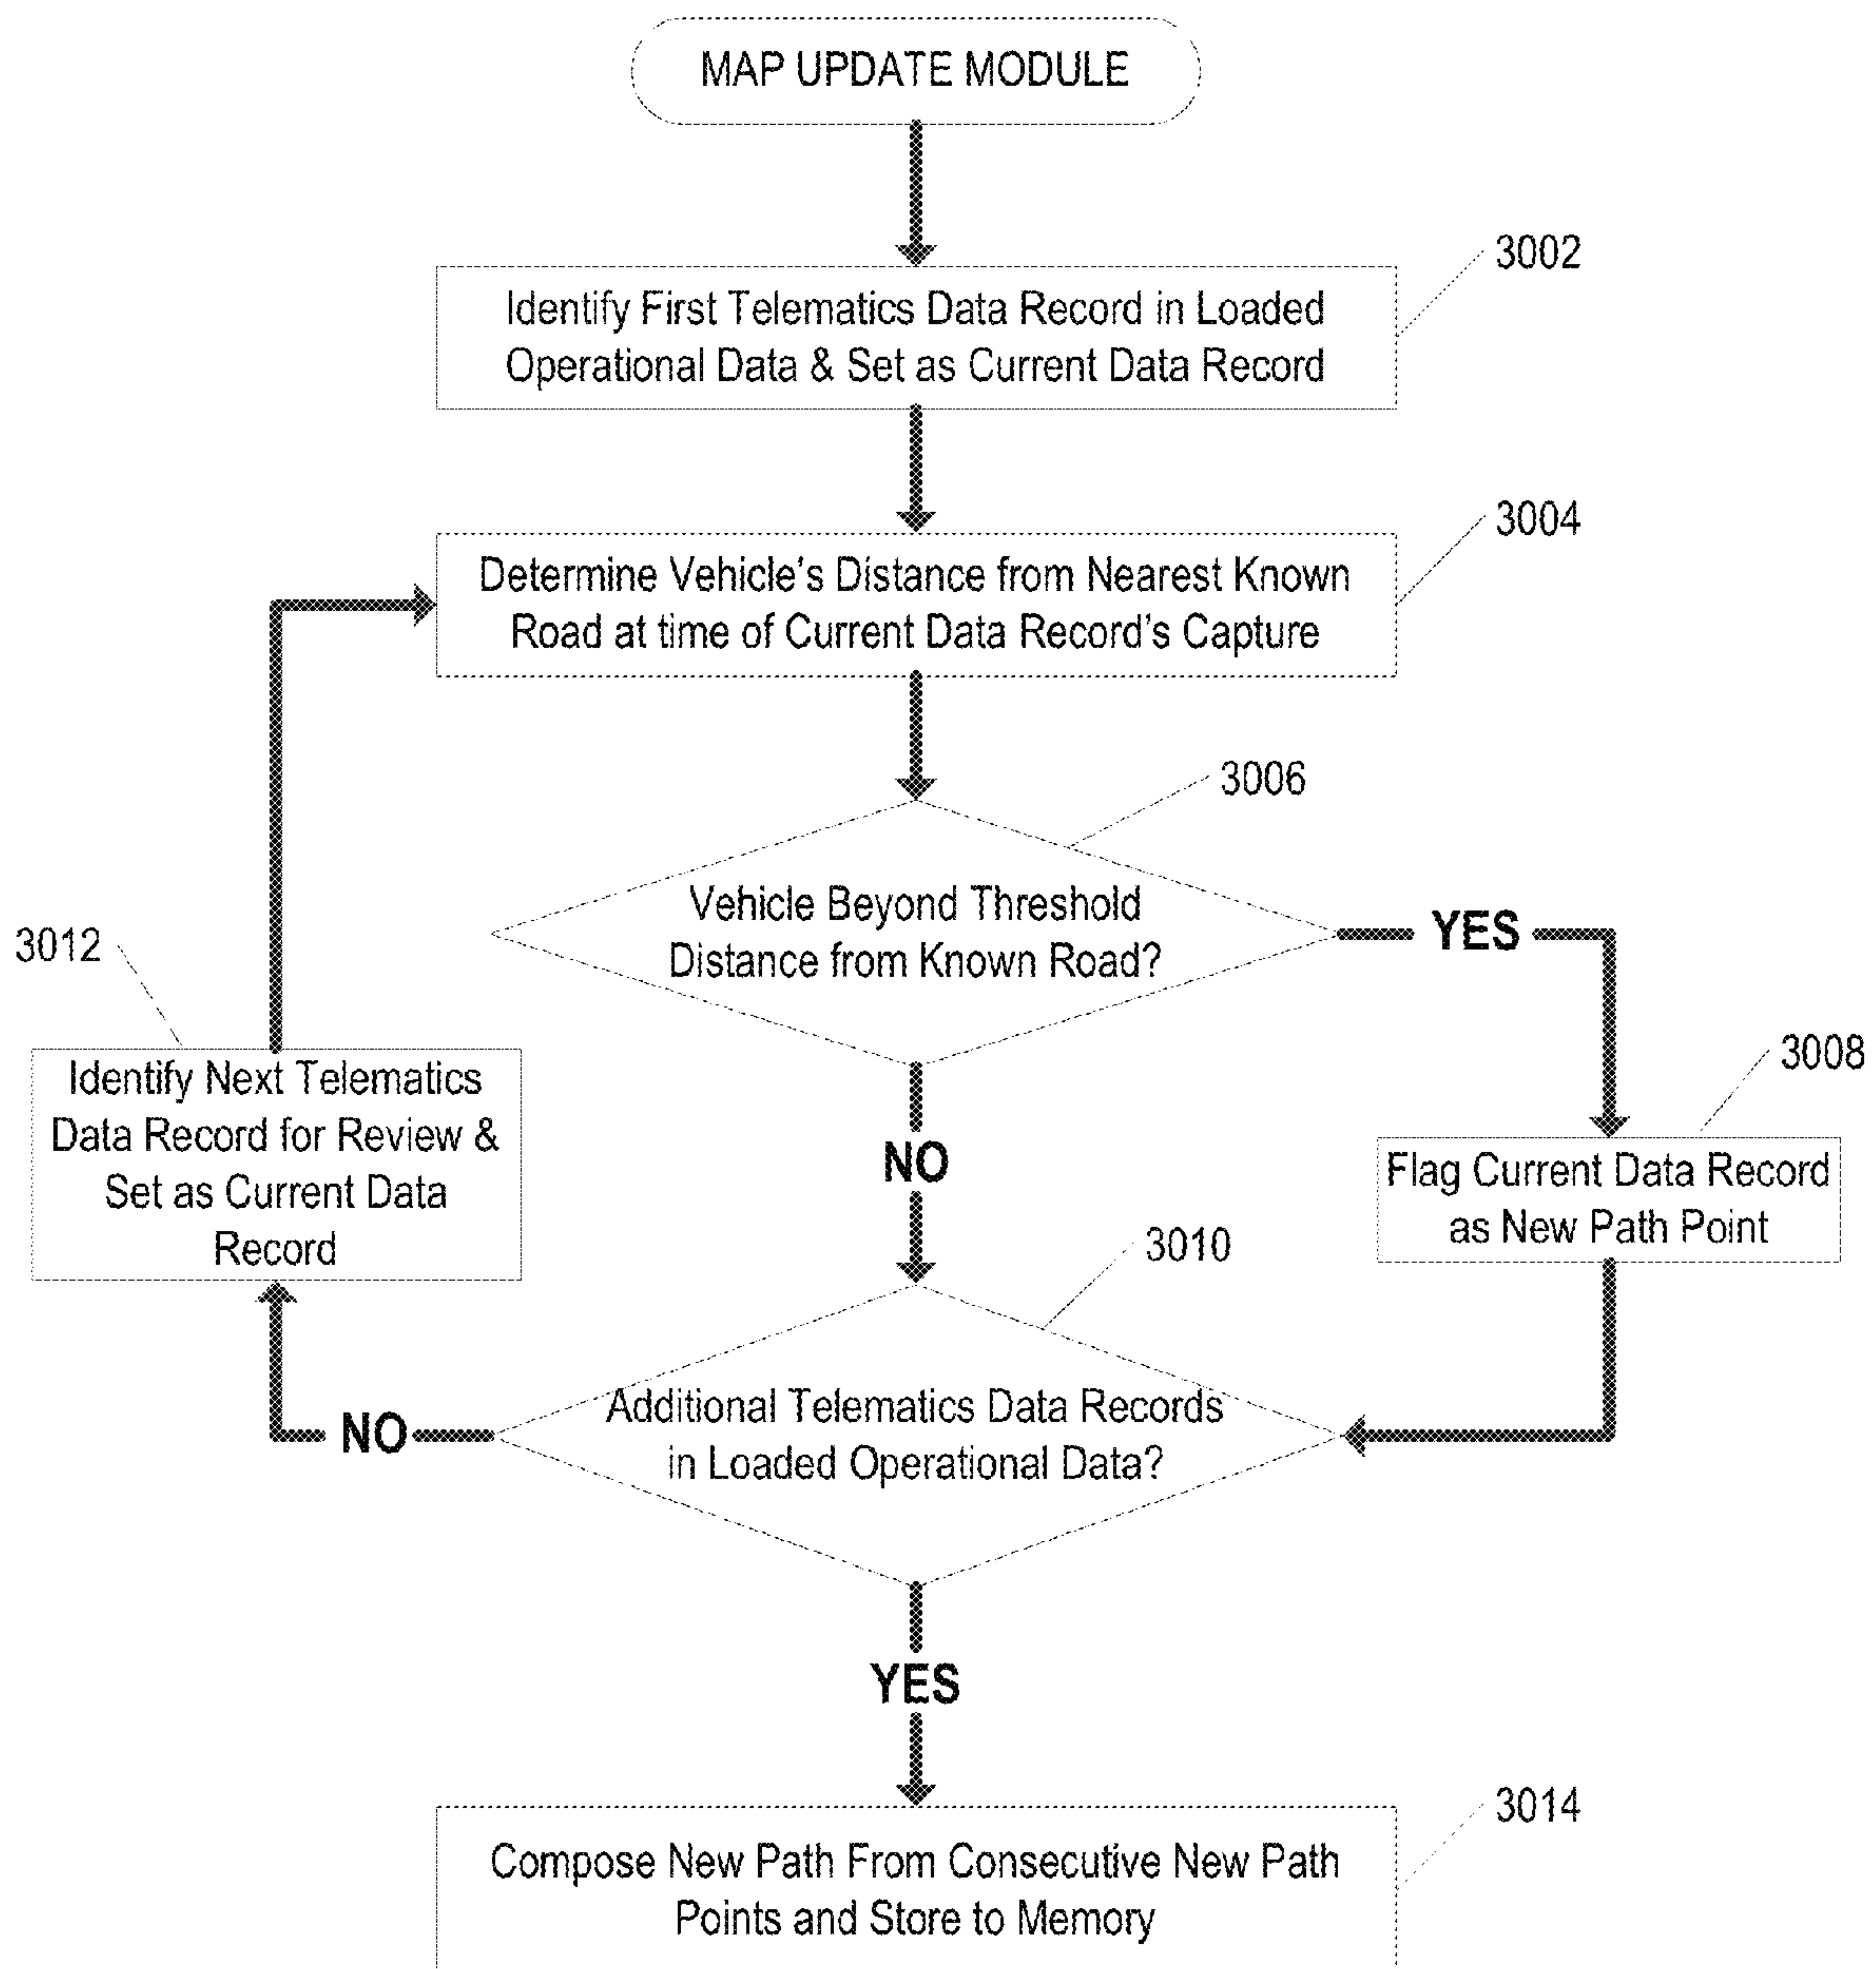 MAP UPDATE MODULE
3002
Identify First Telematics Data Record in Loaded
Operational Data & Set as Current Data Record
3004
Determine Vehicle's Distance from Nearest Known
Road at time of Current Data Record's Capture
3006
Vehicle Beyond Threshold
Distance from Known Road?
YES
3012
Identify Next Telematics
Data Record for Review &
Set as Current Data
Record
NO
3008
Flag Current Data Record
as New Path Point
3010
Additional Telematics Data Records
in Loaded Operational Data?
NO
YES
3014
Compose New Path From Consecutive New Path
Points and Store to Memory